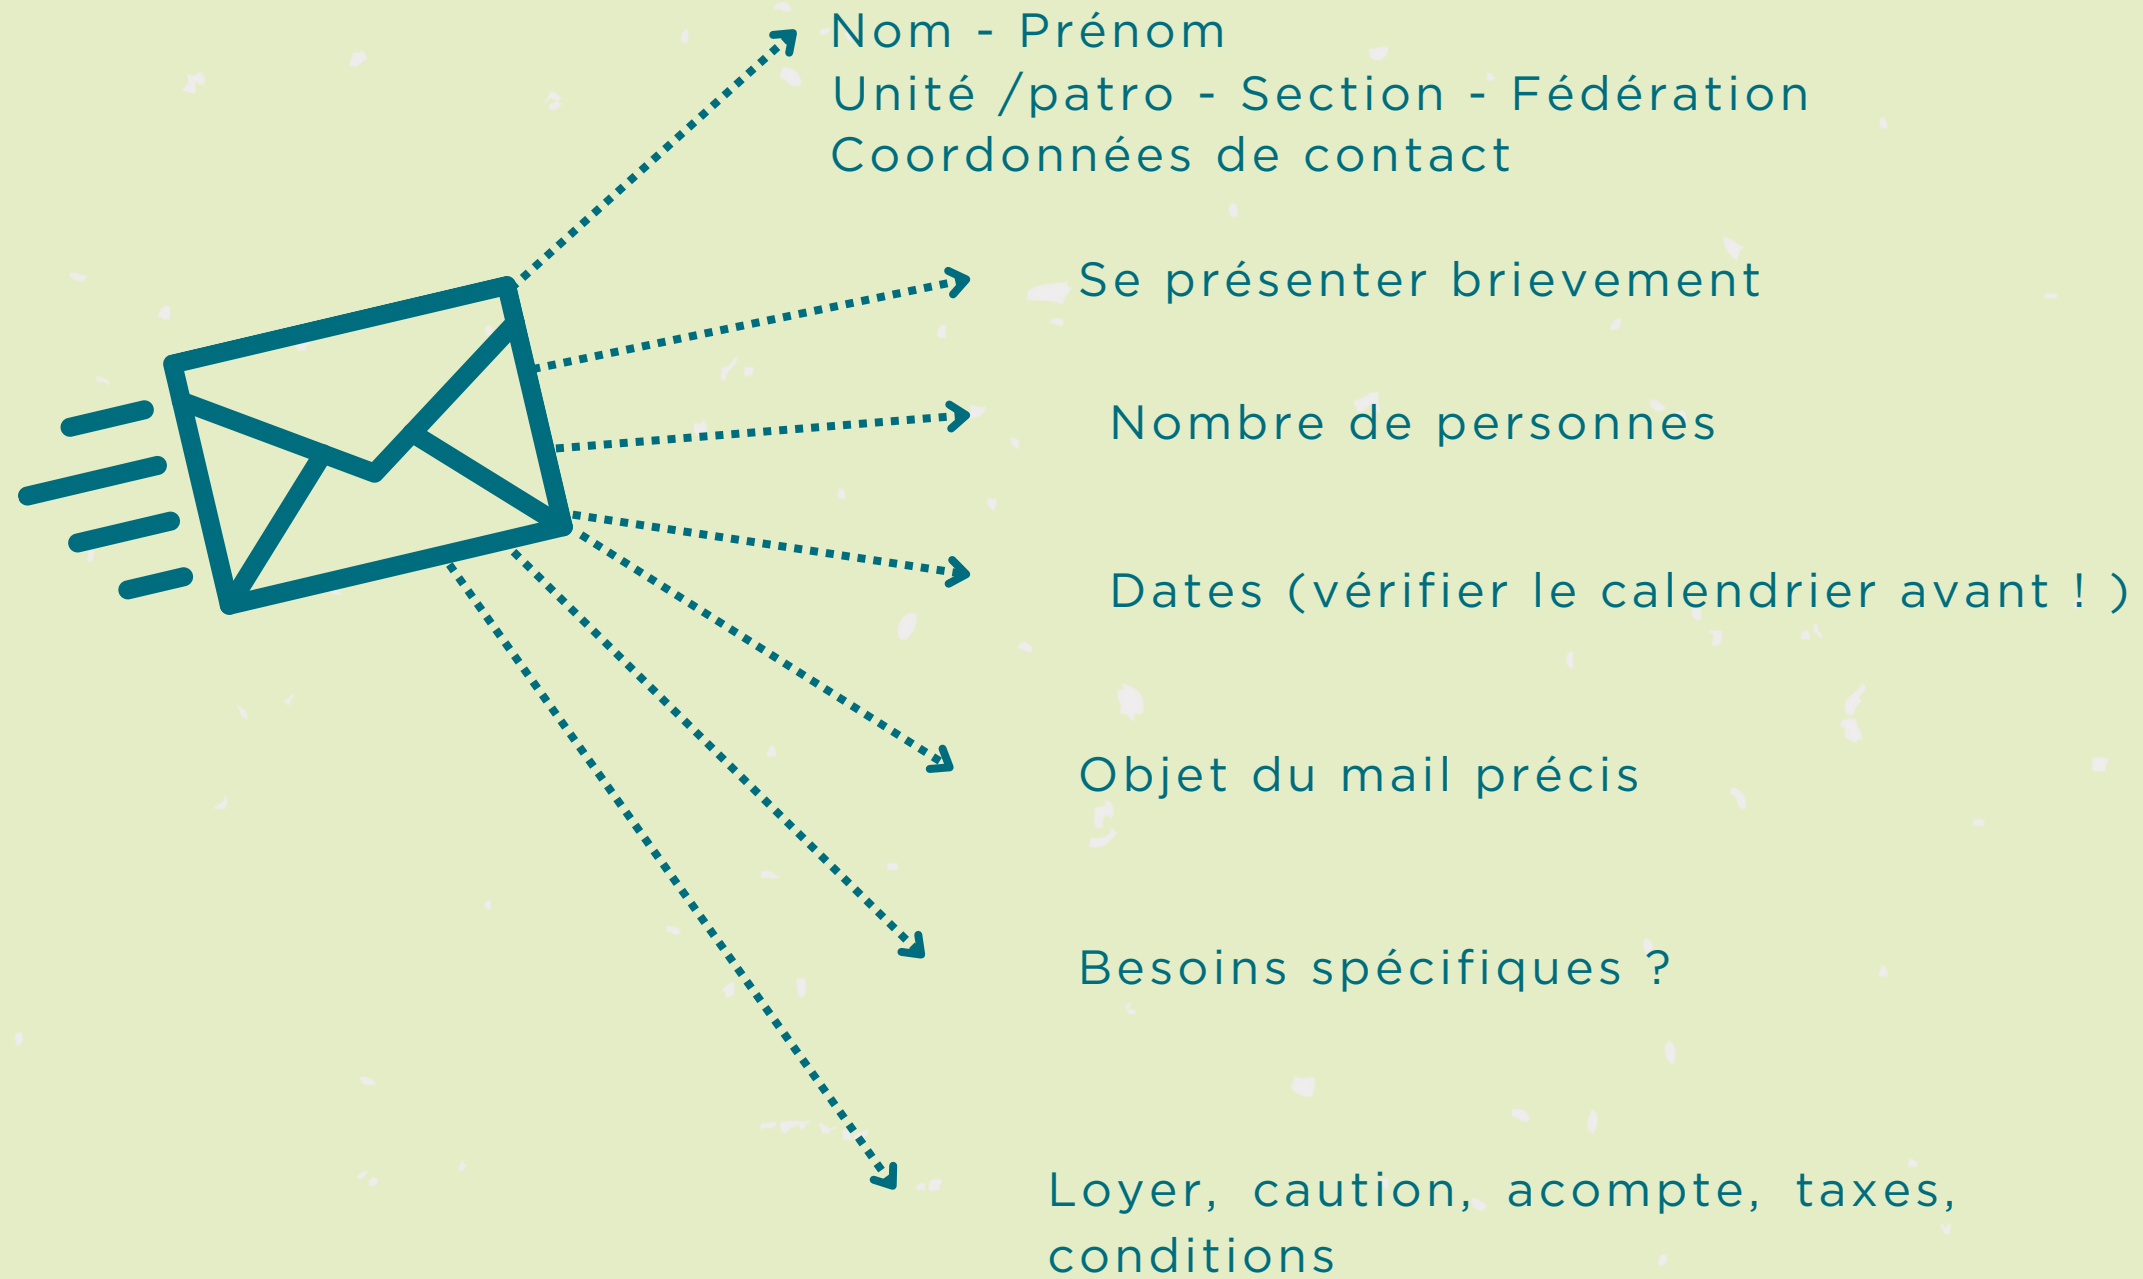 Nom - Prénom
Unité /patro - Section - Fédération
Coordonnées de contact
Se présenter brievement
Nombre de personnes
Dates (vérifier le calendrier avant ! )
Objet du mail précis
Besoins spécifiques ?
Loyer, caution, acompte, taxes,
conditions